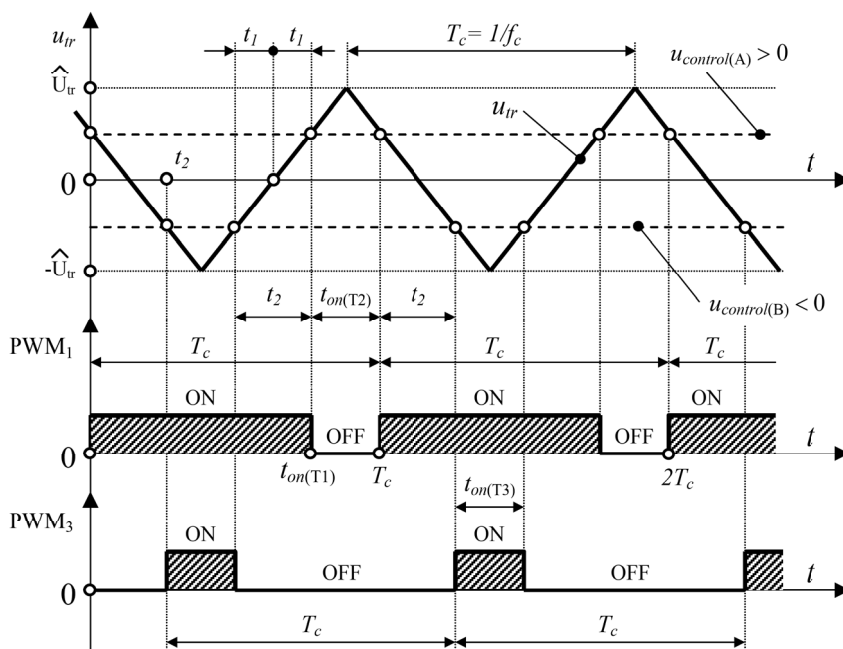 u_tr
t_1 t_1
T_c = 1/f_c
u_control(A) > 0
Û_tr
u_tr
t_2
t
0
-Û_tr
t_2 t_on(T2) t_2
u_control(B) < 0
PWM_1
T_c T_c T_c
ON ON ON
OFF OFF
t
0
t_on(T1) T_c 2T_c
t_on(T3)
PWM_3
ON ON
OFF OFF
t
0
T_c T_c